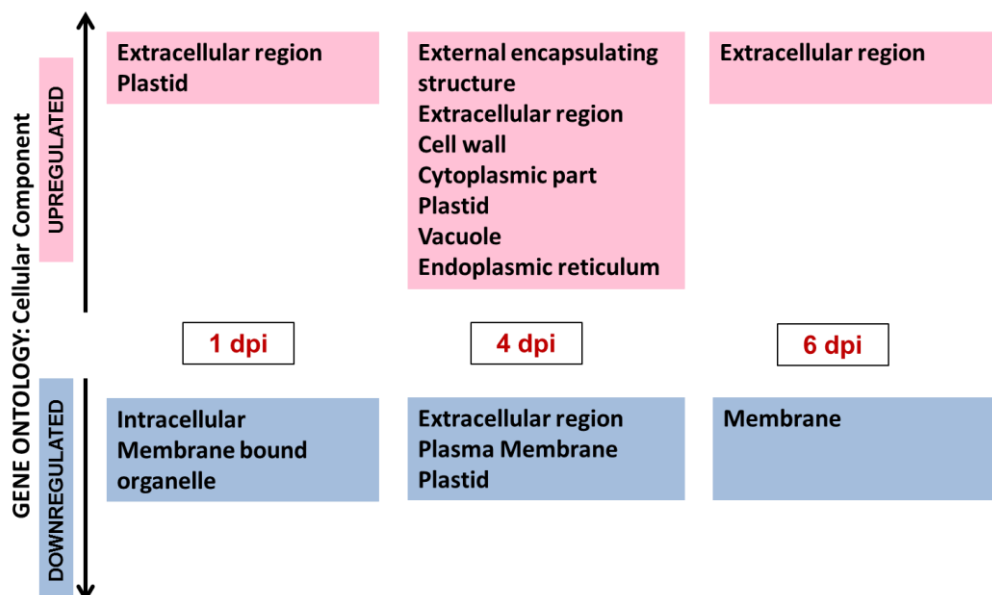 GENE ONTOLOGY: Cellular Component
UPREGULATED
Extracellular region
Plastid
External encapsulating
structure
Extracellular region
Cell wall
Cytoplasmic part
Plastid
Vacuole
Endoplasmic reticulum
Extracellular region
1 dpi
4 dpi
6 dpi
DOWNREGULATED
Intracellular
Membrane bound
organelle
Extracellular region
Plasma Membrane
Plastid
Membrane